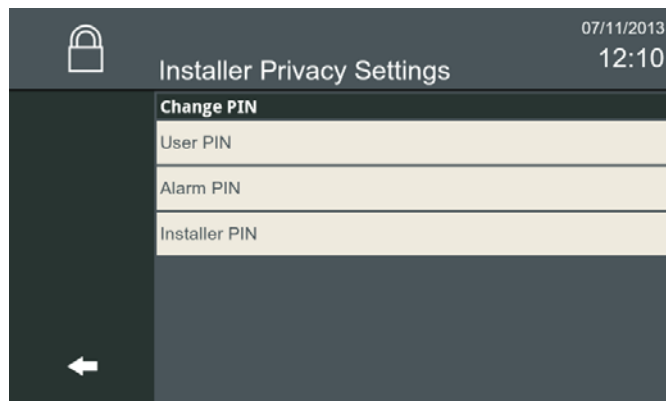 07/11/2013
Installer Privacy Settings
12:10
Change PIN
User PIN
Alarm PIN
Installer PIN